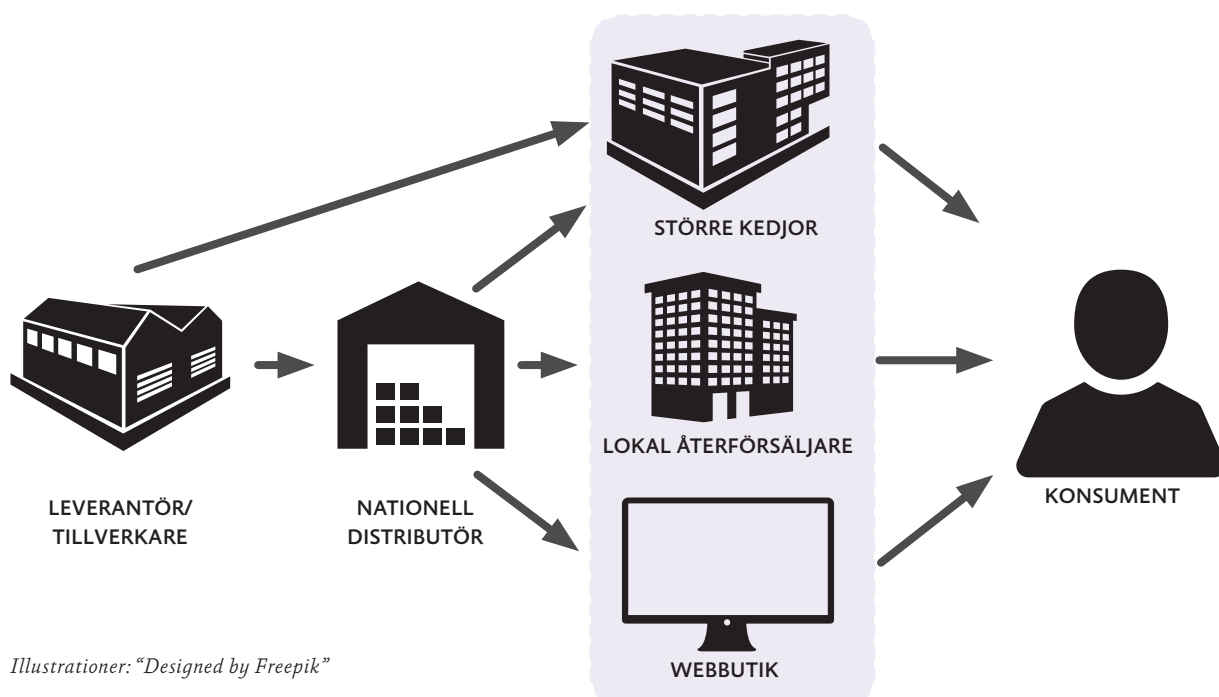 STÖRRE KEDJOR
LOKAL ÅTERFÖRSÄLJARE
LEVERANTÖR/
TILLVERKARE
NATIONELL
DISTRIBUTÖR
KONSUMENT
WEBBUTIK
Illustrationer: “Designed by Freepik”